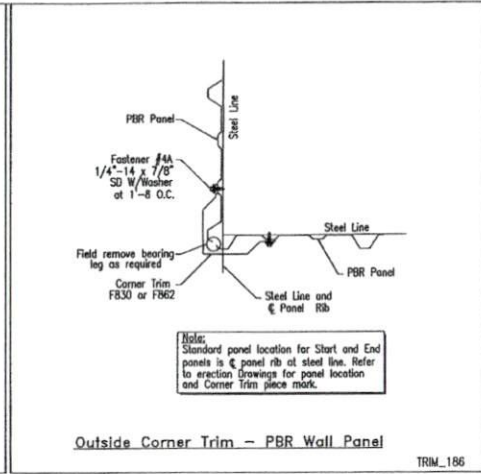 PBR Panel
Steel Line
Fastener #4A
1/4"-14 x 7/8"
SD W/Washer
at 1'-8 O.C.
Steel Line
Field remove bearing
leg as required
PBR Panel
Corner Trim
F830 or F862
Steel Line and
℄ Panel Rib
Note:
Standard panel location for Start and End
panels is ℄ panel rib at steel line. Refer
to erection Drawings for panel location
and Corner Trim piece mark.
Outside Corner Trim - PBR Wall Panel
TRIM_186